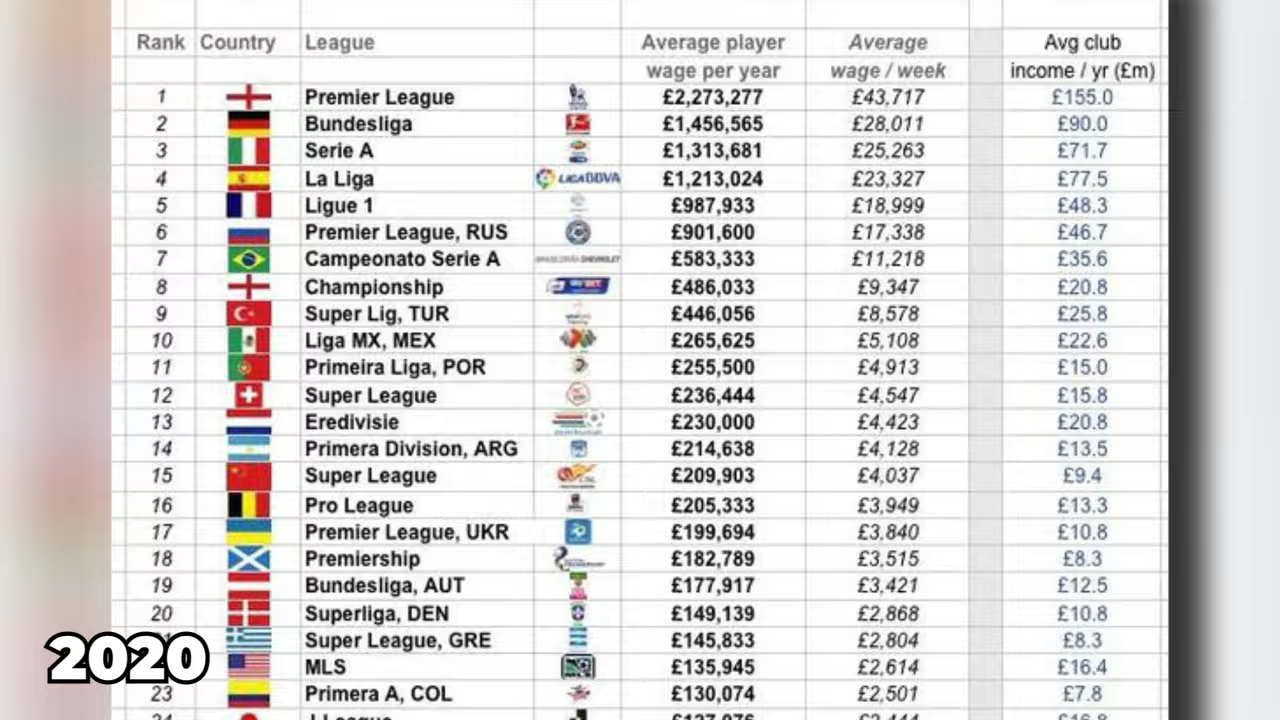 Rank Country League Average player Average Avg club
wage per year wage / week income / yr (£m)
1 Premier League £2,273,277 £43,717 £155.0
2 Bundesliga £1,456,565 £28,011 £90.0
3 Serie A £1,313,681 £25,263 £71.7
4 La Liga LIGA BBVA £1,213,024 £23,327 £77.5
5 Ligue 1 £987,933 £18,999 £48.3
6 Premier League, RUS £901,600 £17,338 £46.7
7 Campeonato Serie A £583,333 £11,218 £35.6
8 Championship £486,033 £9,347 £20.8
9 Super Lig, TUR £446,056 £8,578 £25.8
10 Liga MX, MEX £265,625 £5,108 £22.6
11 Primeira Liga, POR £255,500 £4,913 £15.0
12 Super League £236,444 £4,547 £15.8
13 Eredivisie £230,000 £4,423 £20.8
14 Primera Division, ARG £214,638 £4,128 £13.5
15 Super League £209,903 £4,037 £9.4
16 Pro League £205,333 £3,949 £13.3
17 Premier League, UKR £199,694 £3,840 £10.8
18 Premiership £182,789 £3,515 £8.3
19 Bundesliga, AUT £177,917 £3,421 £12.5
20 Superliga, DEN £149,139 £2,868 £10.8
Super League, GRE £145,833 £2,804 £8.3
2020 MLS £135,945 £2,614 £16.4
23 Primera A, COL £130,074 £2,501 £7.8